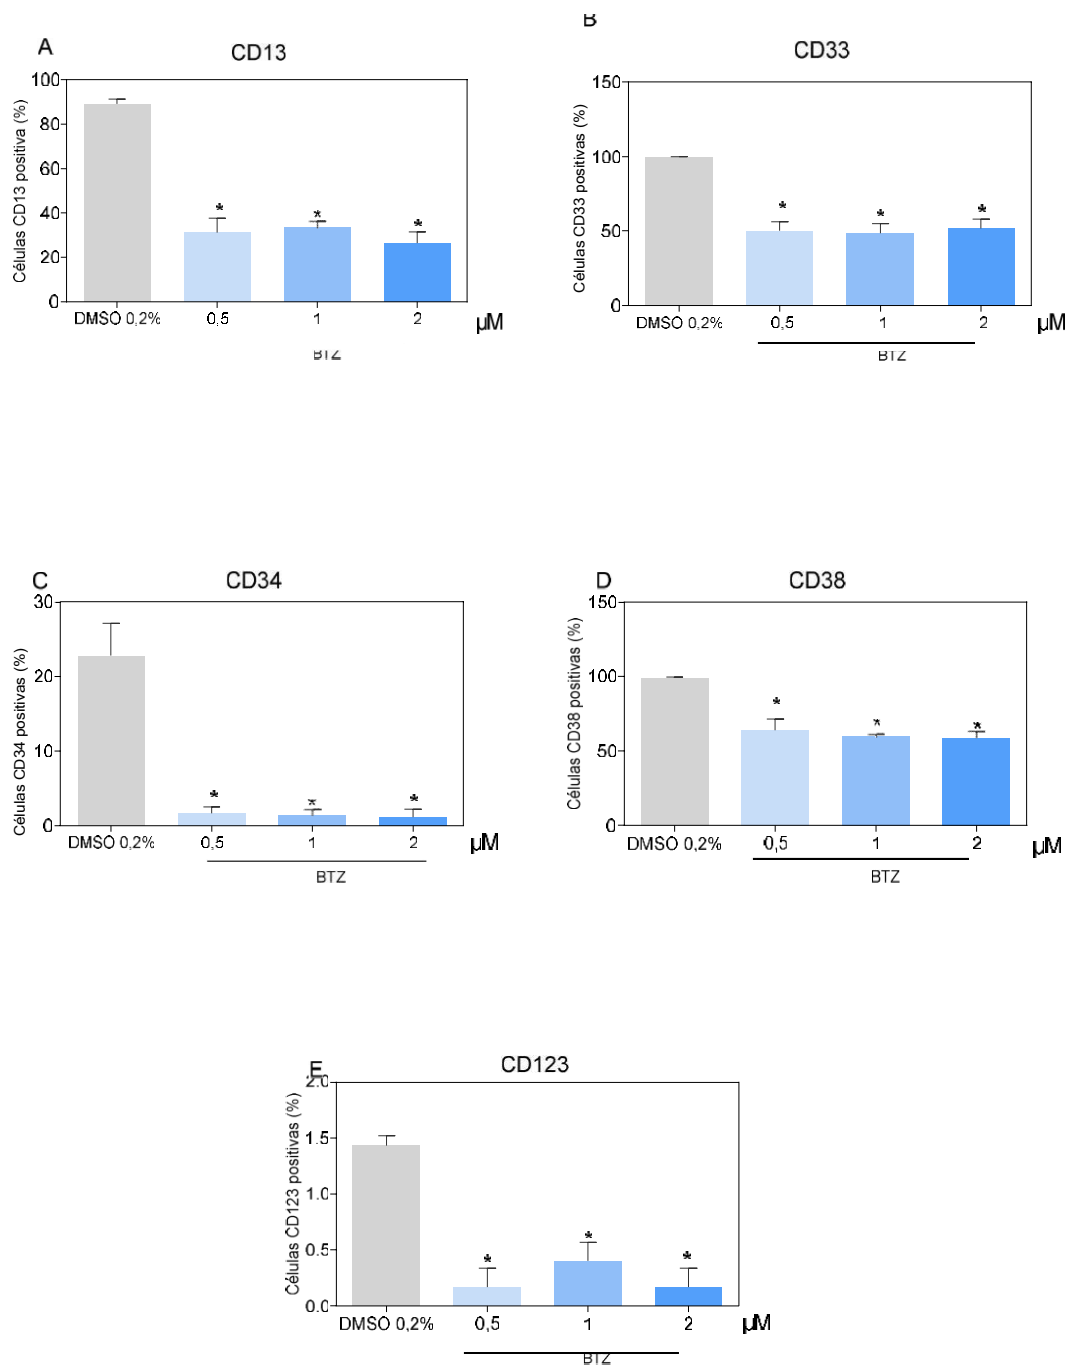 A
CD13
Células CD13 positiva (%)
100
80
60
40
20
0
*
*
*
DMSO 0,2%
0,5
1
2
µM
BTZ
B
CD33
Células CD33 positivas (%)
150
100
50
0
*
*
*
DMSO 0,2%
0,5
1
2
µM
BTZ
C
CD34
Células CD34 positivas (%)
30
20
10
0
*
*
*
DMSO 0,2%
0,5
1
2
µM
BTZ
D
CD38
Células CD38 positivas (%)
150
100
50
0
*
*
*
DMSO 0,2%
0,5
1
2
µM
BTZ
E
CD123
Células CD123 positivas (%)
2.0
1.5
1.0
0.5
0.0
*
*
*
DMSO 0,2%
0,5
1
2
µM
BTZ